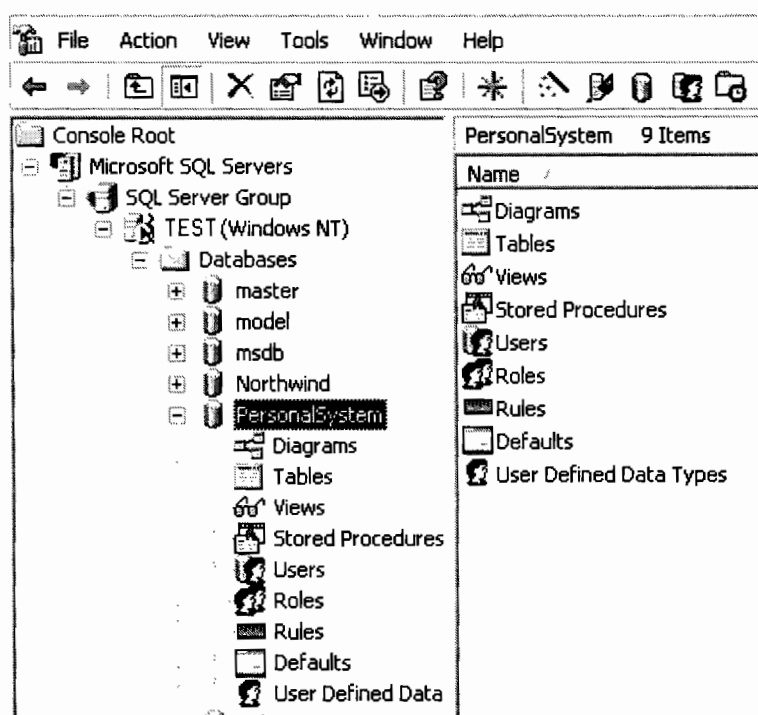 File Action View Tools Window Help
Console Root
Microsoft SQL Servers
SQL Server Group
TEST (Windows NT)
Databases
master
model
msdb
Northwind
PersonalSystem
Diagrams
Tables
Views
Stored Procedures
Users
Roles
Rules
Defaults
User Defined Data
PersonalSystem 9 Items
Name
Diagrams
Tables
Views
Stored Procedures
Users
Roles
Rules
Defaults
User Defined Data Types